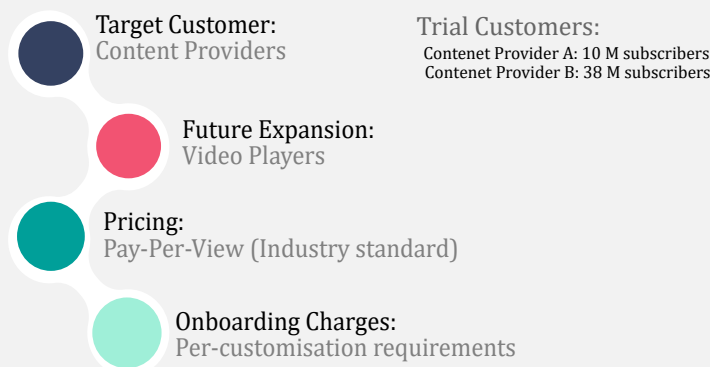 Target Customer:
Content Providers
Trial Customers:
Contenet Provider A: 10 M subscribers
Contenet Provider B: 38 M subscribers
Future Expansion:
Video Players
Pricing:
Pay-Per-View (Industry standard)
Onboarding Charges:
Per-customisation requirements